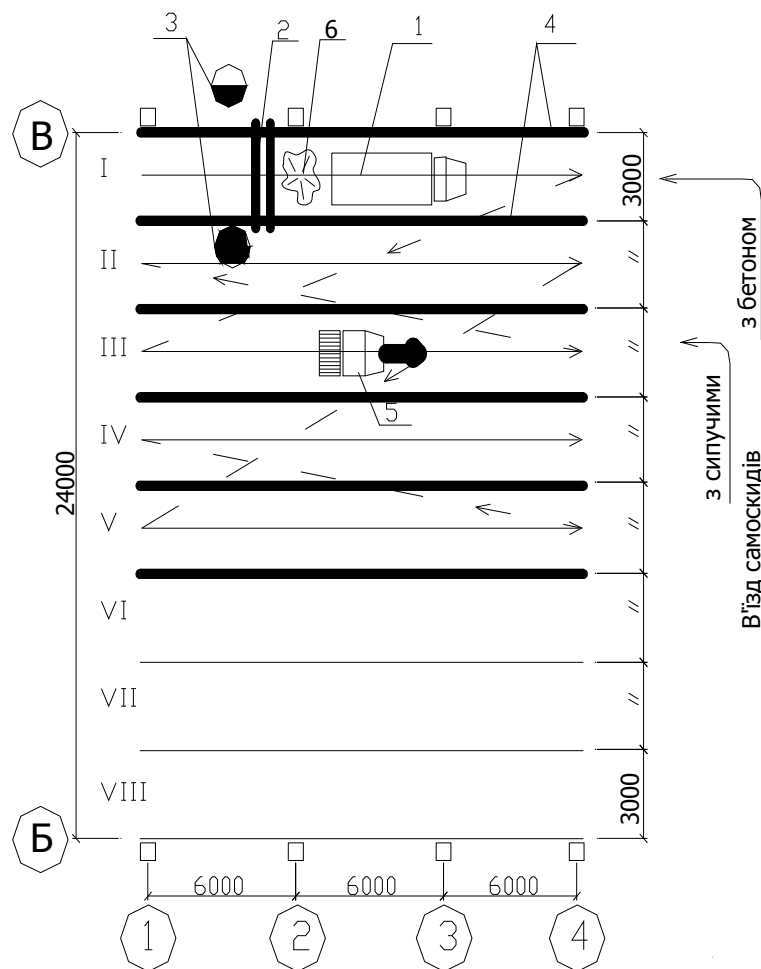 3
2
6
1
4
В
I
3000
з бетоном
II
III
5
з сипучими
В'їзд самоскидів
IV
24000
V
VI
VII
VIII
3000
Б
6000
6000
6000
1
2
3
4